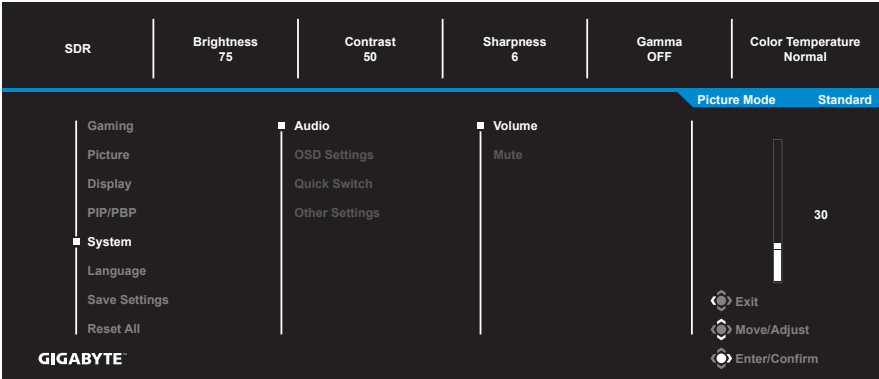 SDR
Brightness
75
Contrast
50
Sharpness
6
Gamma
OFF
Color Temperature
Normal
Picture Mode Standard
Gaming
Picture
Display
PIP/PBP
System
Language
Save Settings
Reset All
Audio
OSD Settings
Quick Switch
Other Settings
Volume
Mute
30
Exit
Move/Adjust
Enter/Confirm
GIGABYTE™